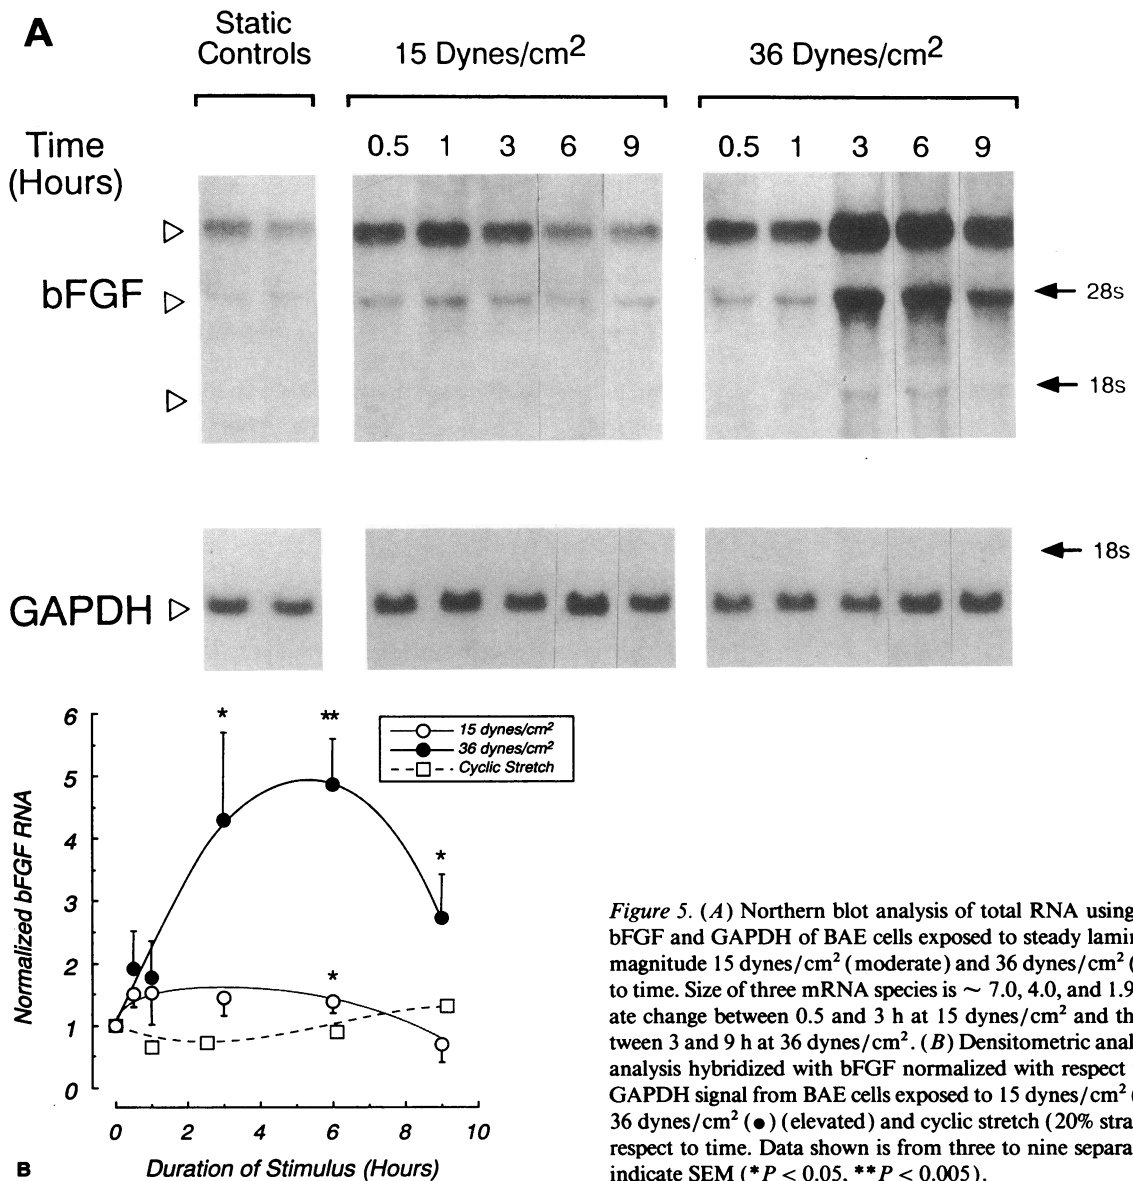 A
Static
Controls
15 Dynes/cm2
36 Dynes/cm2
Time
(Hours)
0.5 1 3 6 9
0.5 1 3 6 9
bFGF
28s
18s
18s
GAPDH
6
5
4
3
2
1
0
Normalized bFGF RNA
* ** * *
15 dynes/cm2
36 dynes/cm2
Cyclic Stretch
0 2 4 6 8 10
B
Duration of Stimulus (Hours)
Figure 5. (A) Northern blot analysis of total RNA using
bFGF and GAPDH of BAE cells exposed to steady lamin
magnitude 15 dynes/cm2 (moderate) and 36 dynes/cm2 (
to time. Size of three mRNA species is ~ 7.0, 4.0, and 1.9
ate change between 0.5 and 3 h at 15 dynes/cm2 and th
tween 3 and 9 h at 36 dynes/cm2. (B) Densitometric anal
analysis hybridized with bFGF normalized with respect
GAPDH signal from BAE cells exposed to 15 dynes/cm2 (
36 dynes/cm2 (●) (elevated) and cyclic stretch (20% stra
respect to time. Data shown is from three to nine separa
indicate SEM (*P < 0.05, **P < 0.005).